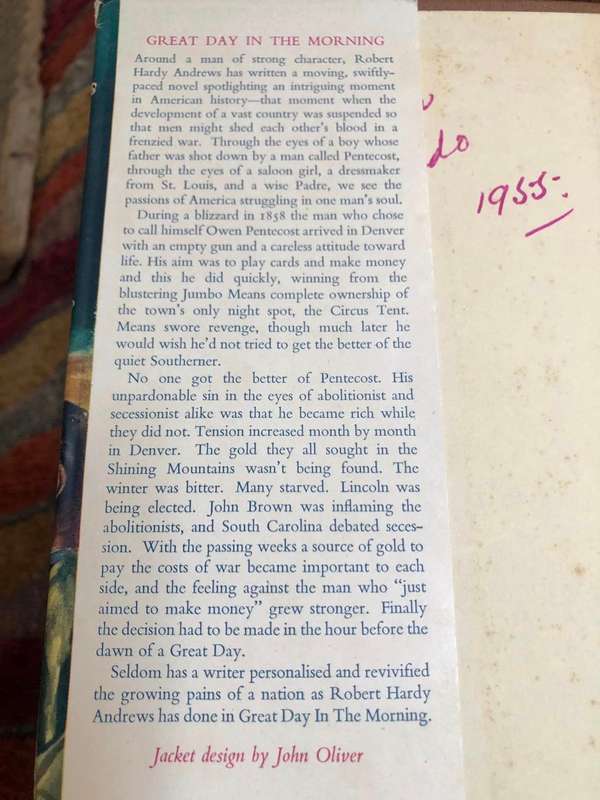 GREAT DAY IN THE MORNING
Around a man of strong character, Robert
Hardy Andrews has written a moving, swiftly-
paced novel spotlighting an intriguing moment
in American history—that moment when the
development of a vast country was suspended so
that men might shed each other's blood in a
frenzied war. Through the eyes of a boy whose
father was shot down by a man called Pentecost,
through the eyes of a saloon girl, a dressmaker
from St. Louis, and a wise Padre, we see the
passions of America struggling in one man's soul.
During a blizzard in 1858 the man who chose
to call himself Owen Pentecost arrived in Denver
with an empty gun and a careless attitude toward
life. His aim was to play cards and make money
and this he did quickly, winning from the
blustering Jumbo Means complete ownership of
the town's only night spot, the Circus Tent.
Means swore revenge, though much later he
would wish he'd not tried to get the better of the
quiet Southerner.
No one got the better of Pentecost. His
unpardonable sin in the eyes of abolitionist and
secessionist alike was that he became rich while
they did not. Tension increased month by month
in Denver. The gold they all sought in the
Shining Mountains wasn't being found. The
winter was bitter. Many starved. Lincoln was
being elected. John Brown was inflaming the
abolitionists, and South Carolina debated seces-
sion. With the passing weeks a source of gold to
pay the costs of war became important to each
side, and the feeling against the man who "just
aimed to make money" grew stronger. Finally
the decision had to be made in the hour before the
dawn of a Great Day.
Seldom has a writer personalised and revivified
the growing pains of a nation as Robert Hardy
Andrews has done in Great Day In The Morning.
Jacket design by John Oliver
1955.